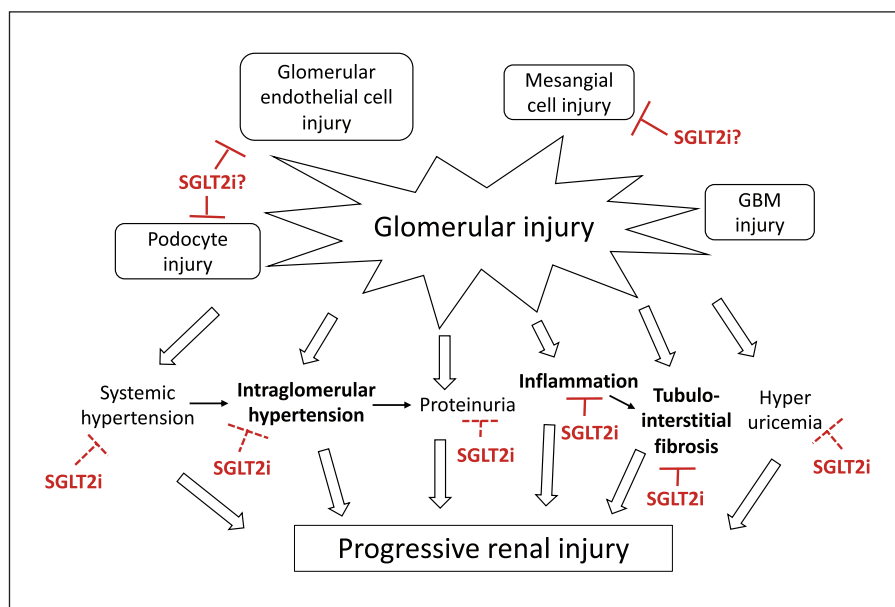 Glomerular
endothelial cell
injury
Mesangial
cell injury
SGLT2i?
SGLT2i?
GBM
injury
Glomerular injury
Podocyte
injury
Systemic
hypertension
Intraglomerular
hypertension
Proteinuria
Inflammation
Tubulo-
interstitial
fibrosis
Hyper
uricemia
SGLT2i
SGLT2i
SGLT2i
SGLT2i
SGLT2i
SGLT2i
Progressive renal injury